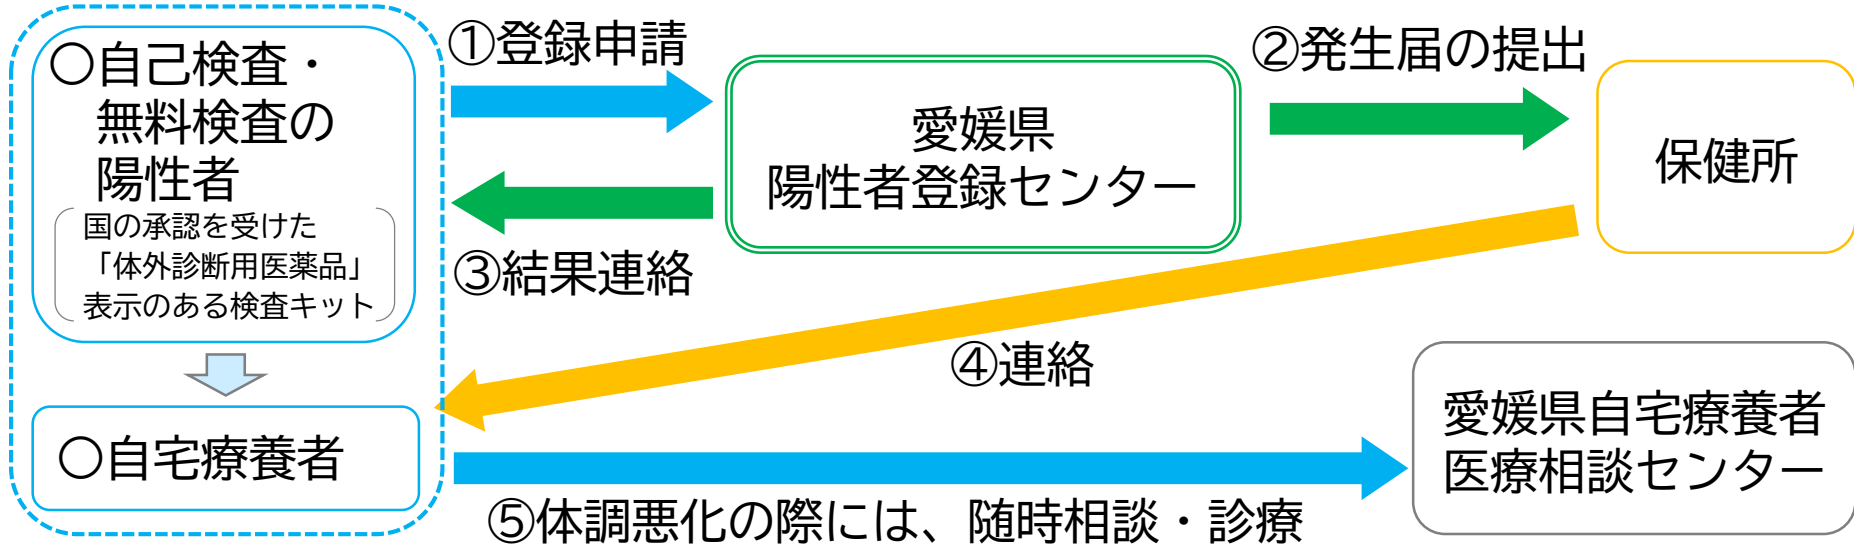 ①登録申請
②発生届の提出
〇自己検査・
無料検査の
陽性者
国の承認を受けた
「体外診断用医薬品」
表示のある検査キット
愛媛県
陽性者登録センター
保健所
③結果連絡
④連絡
〇自宅療養者
愛媛県自宅療養者
医療相談センター
⑤体調悪化の際には、随時相談・診療